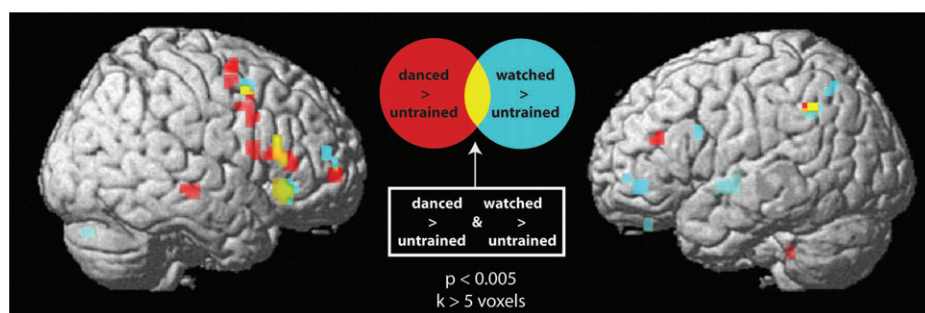 danced
>
untrained
watched
>
untrained
danced watched
> & >
untrained untrained
p < 0.005
k > 5 voxels